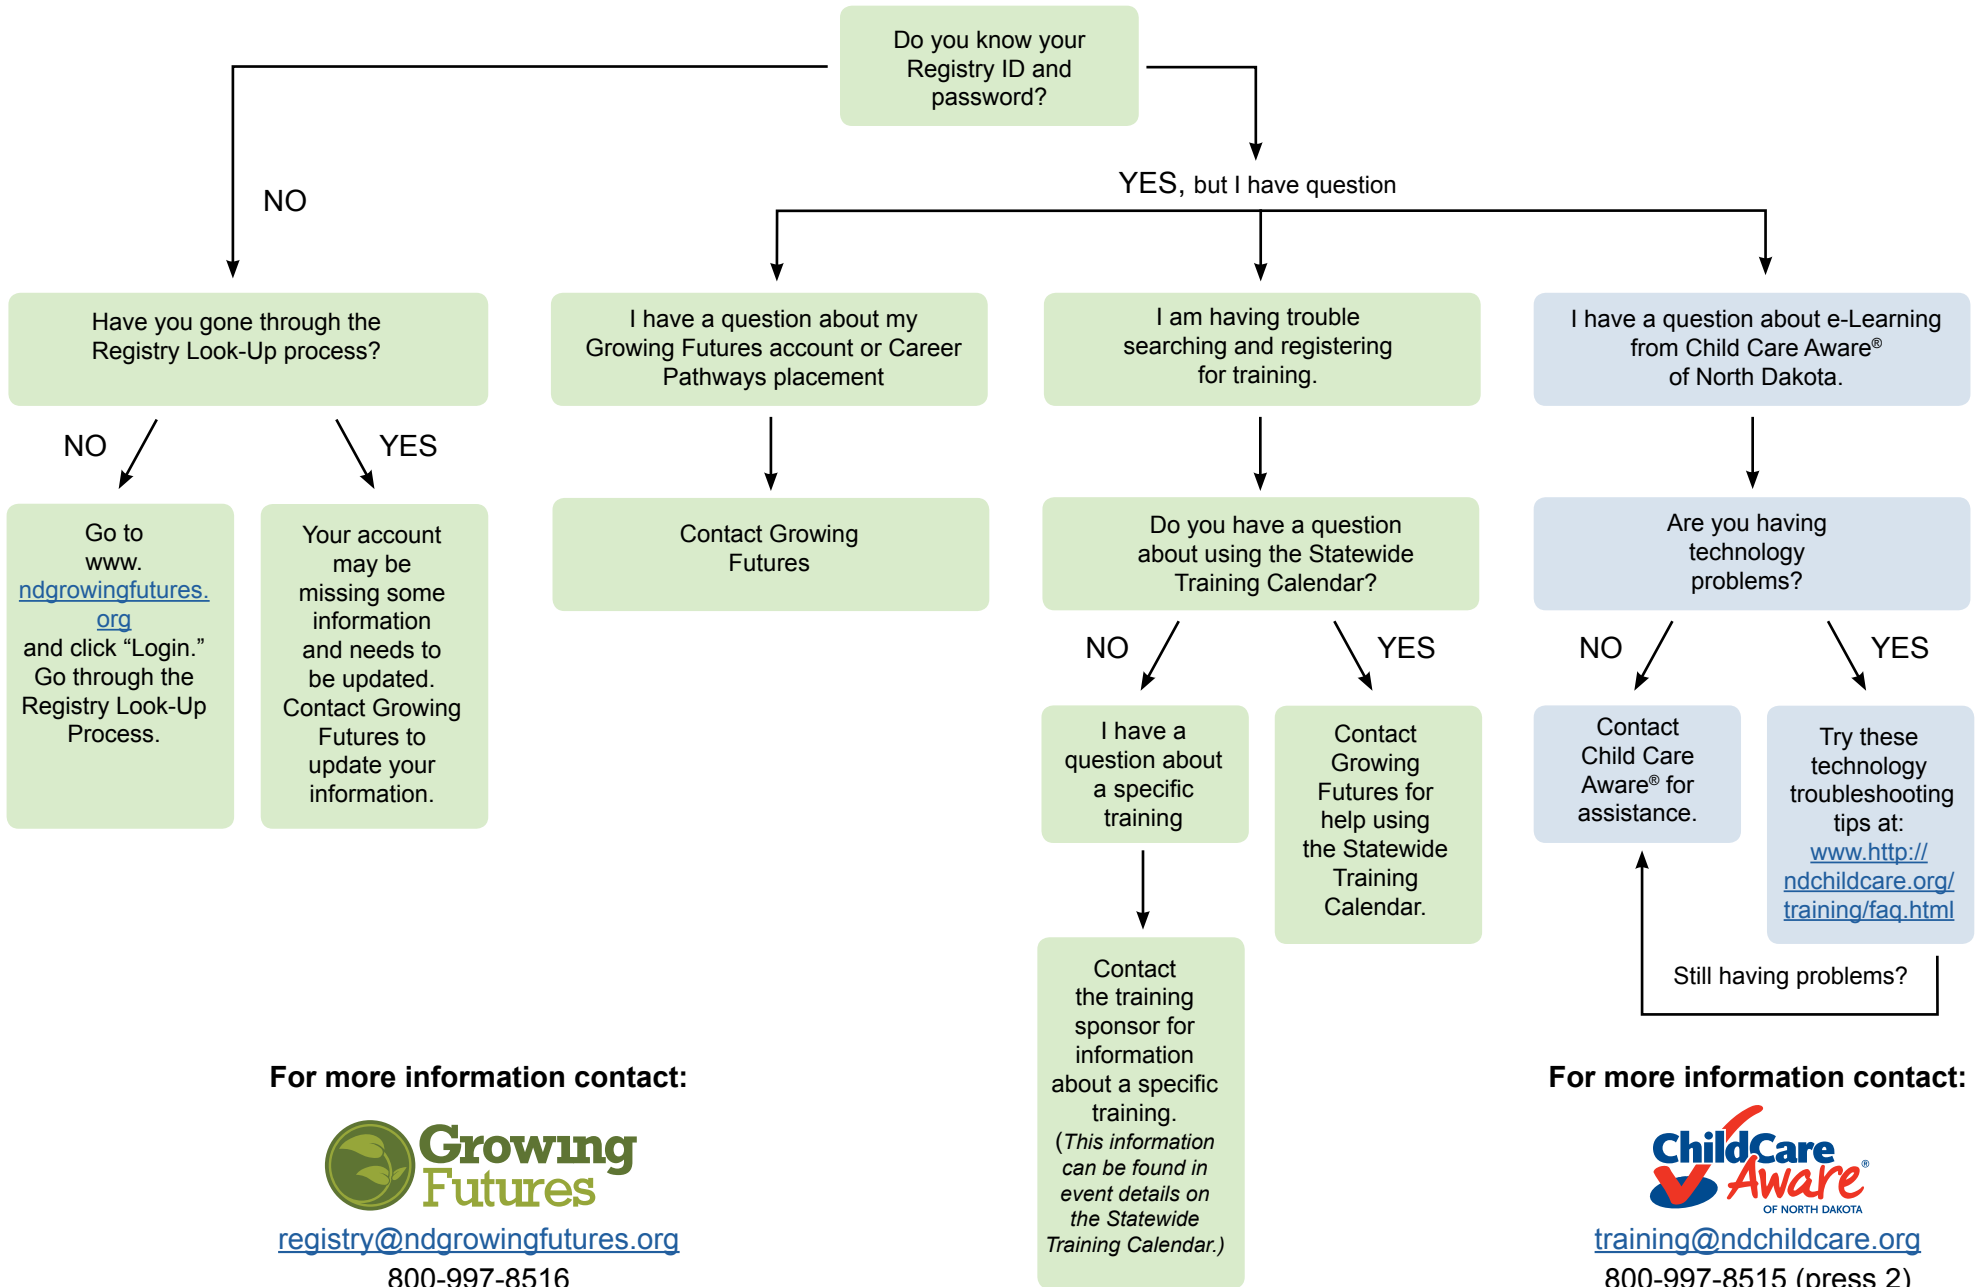 Do you know your
Registry ID and
password?
NO
YES, but I have question
Have you gone through the
Registry Look-Up process?
I have a question about my
Growing Futures account or Career
Pathways placement
I am having trouble
searching and registering
for training.
I have a question about e-Learning
from Child Care Aware®
of North Dakota.
NO
YES
Go to
www.
ndgrowingfutures.
org
and click “Login.”
Go through the
Registry Look-Up
Process.
Your account
may be
missing some
information
and needs to
be updated.
Contact Growing
Futures to
update your
information.
Contact Growing
Futures
Do you have a question
about using the Statewide
Training Calendar?
NO
YES
I have a
question about
a specific
training
Contact
Growing
Futures for
help using
the Statewide
Training
Calendar.
Contact
the training
sponsor for
information
about a specific
training.
(This information
can be found in
event details on
the Statewide
Training Calendar.)
Are you having
technology
problems?
NO
YES
Contact
Child Care
Aware® for
assistance.
Try these
technology
troubleshooting
tips at:
www.http://
ndchildcare.org/
training/faq.html
Still having problems?
For more information contact:
Growing
Futures
registry@ndgrowingfutures.org
800-997-8516
For more information contact:
ChildCare
Aware®
OF NORTH DAKOTA
training@ndchildcare.org
800-997-8515 (press 2)